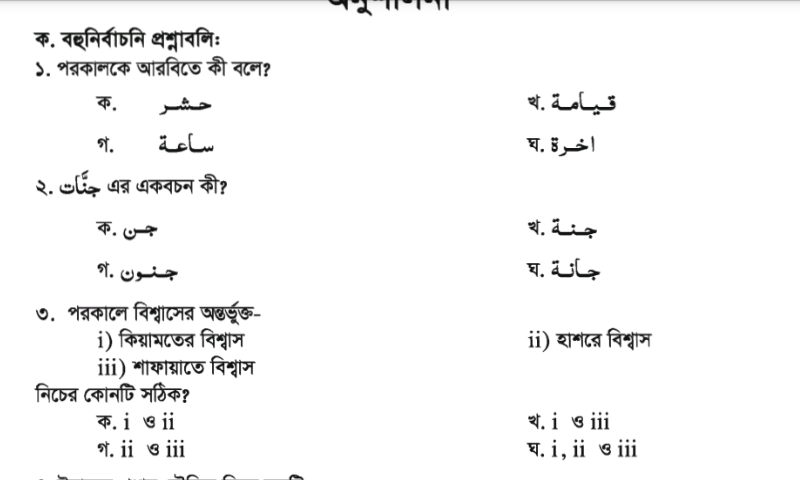 ক. বহুনির্বাচনি প্রশ্নাবলি:
১. পরকালকে আরবিতে কী বলে?
ক. حشر খ. قيامة
গ. ساعة ঘ. اخرة
২. جنَّات এর একবচন কী?
ক. جن খ. جنة
গ. جنون ঘ. جانة
৩. পরকালে বিশ্বাসের অন্তর্ভুক্ত-
i) কিয়ামতের বিশ্বাস ii) হাশরে বিশ্বাস
iii) শাফায়াতে বিশ্বাস
নিচের কোনটি সঠিক?
ক. i ও ii খ. i ও iii
গ. ii ও iii ঘ. i, ii ও iii